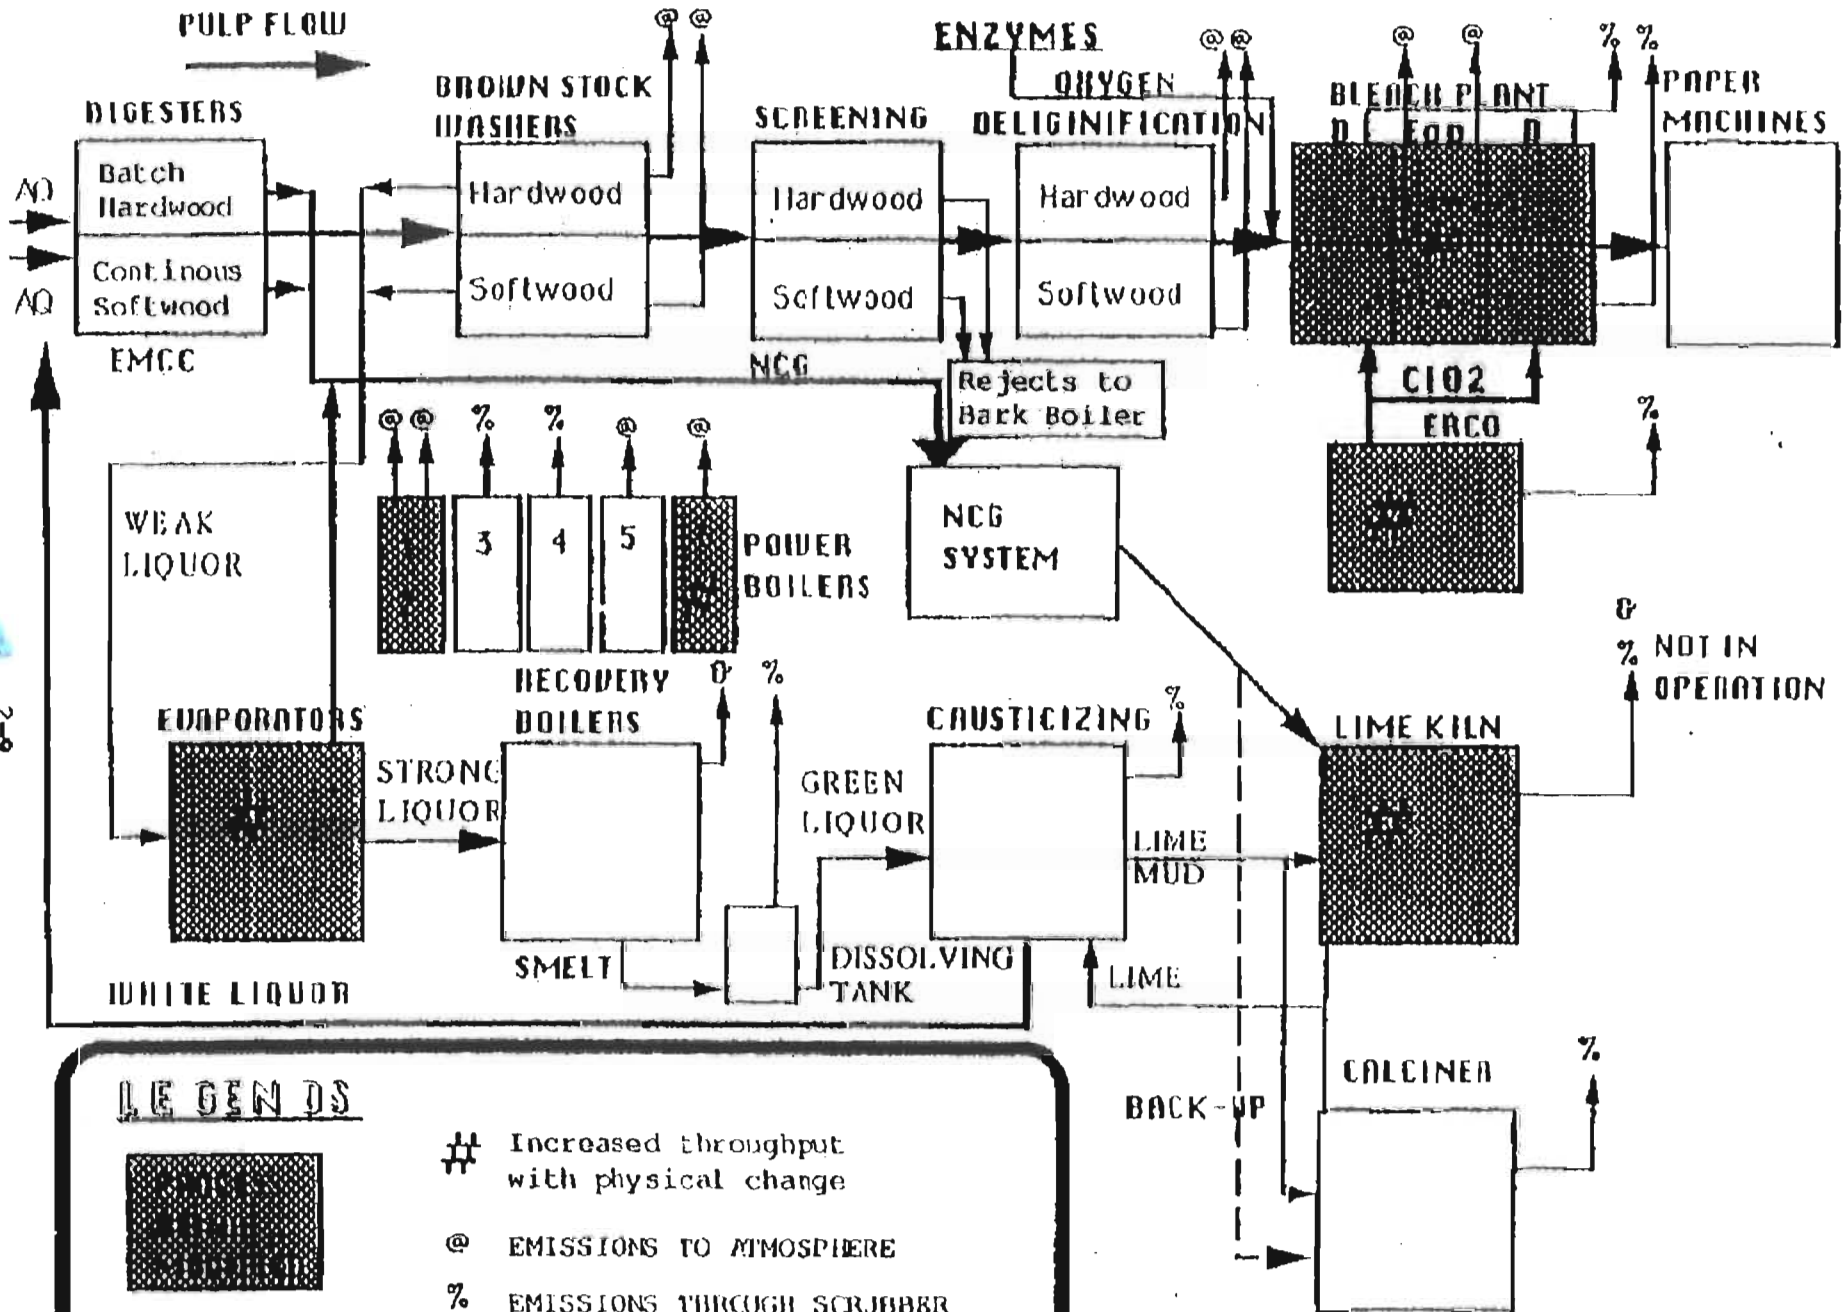 PULP FLOW
@ @
ENZYMES
@ @
@ @
% %
DIGESTERS
BROWN STOCK
WASHERS
SCREENING
OXYGEN
DELIGINIFICATION
BLEACH PLANT
D Eop D
PAPER
MACHINES
AQ
AQ
Batch
Hardwood
Continous
Softwood
EMCC
Hardwood
Softwood
Hardwood
Softwood
Hardwood
Softwood
NCG
Rejects to
Bark Boiler
ClO2
ERCO
%
#
@ @ % % @ @
3
4
5
#
POWER
BOILERS
WEAK
LIQUOR
NCG
SYSTEM
&
% NOT IN
OPERATION
EVAPORATORS
#
STRONG
LIQUOR
RECOVERY
BOILERS
& %
SMELT
GREEN
LIQUOR
DISSOLVING
TANK
CAUSTICIZING
%
LIME
MUD
LIME
LIME KILN
#
WHITE LIQUOR
BACK-UP
CALCINER
%
LEGENDS
# Increased throughput
with physical change
@ EMISSIONS TO ATMOSPHERE
% EMISSIONS THROUGH SCRUBBER